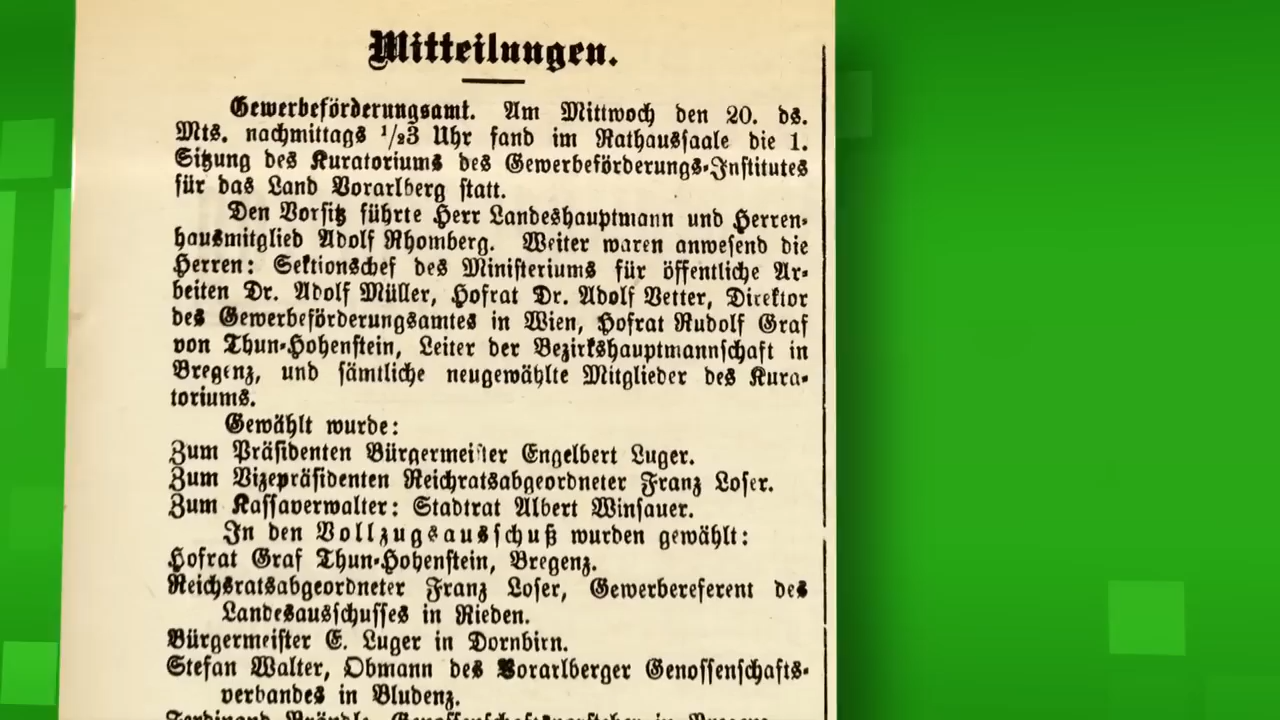 Mitteilungen.
Gewerbeförderungsamt. Am Mittwoch den 20. ds.
Mts. nachmittags 1/23 Uhr fand im Rathaussaale die 1.
Sitzung des Kuratoriums des Gewerbeförderungs-Institutes
für das Land Vorarlberg statt.
Den Vorsitz führte Herr Landeshauptmann und Herren-
hausmitglied Adolf Rhomberg. Weiter waren anwesend die
Herren: Sektionschef des Ministeriums für öffentliche Ar-
beiten Dr. Adolf Müller, Hofrat Dr. Adolf Vetter, Direktor
des Gewerbeförderungsamtes in Wien, Hofrat Rudolf Graf
von Thun-Hohenstein, Leiter der Bezirkshauptmannschaft in
Bregenz, und sämtliche neugewählte Mitglieder des Kura-
toriums.
Gewählt wurde:
Zum Präsidenten Bürgermeister Engelbert Luger.
Zum Vizepräsidenten Reichratsabgeordneter Franz Loser.
Zum Kassaverwalter: Stadtrat Albert Winsauer.
In den Vollzugsausschuß wurden gewählt:
Hofrat Graf Thun-Hohenstein, Bregenz.
Reichsratsabgeordneter Franz Loser, Gewerbereferent des
Landesausschusses in Rieden.
Bürgermeister E. Luger in Dornbirn.
Stefan Walter, Obmann des Vorarlberger Genossenschafts-
verbandes in Bludenz.
Ferdinand Brändle, Genossenschaftsvorsteher in Bregenz.